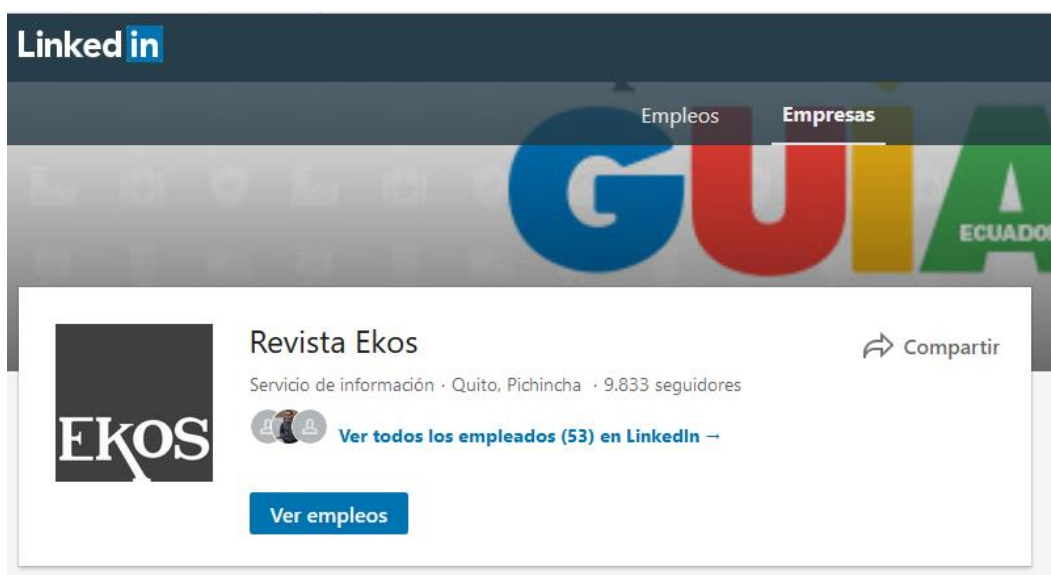 Linked in
Empleos Empresas
GUÍA
ECUADOR
Revista Ekos
Compartir
Servicio de información · Quito, Pichincha · 9.833 seguidores
EKOS
Ver todos los empleados (53) en LinkedIn →
Ver empleos